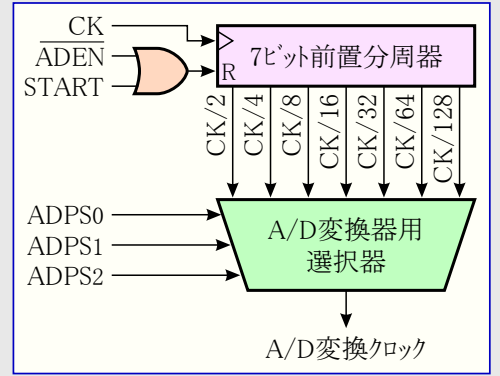 CK
ADEN
START
R
7ビット前置分周器
CK/2
CK/4
CK/8
CK/16
CK/32
CK/64
CK/128
ADPS0
ADPS1
ADPS2
A/D変換器用
選択器
A/D変換クロック